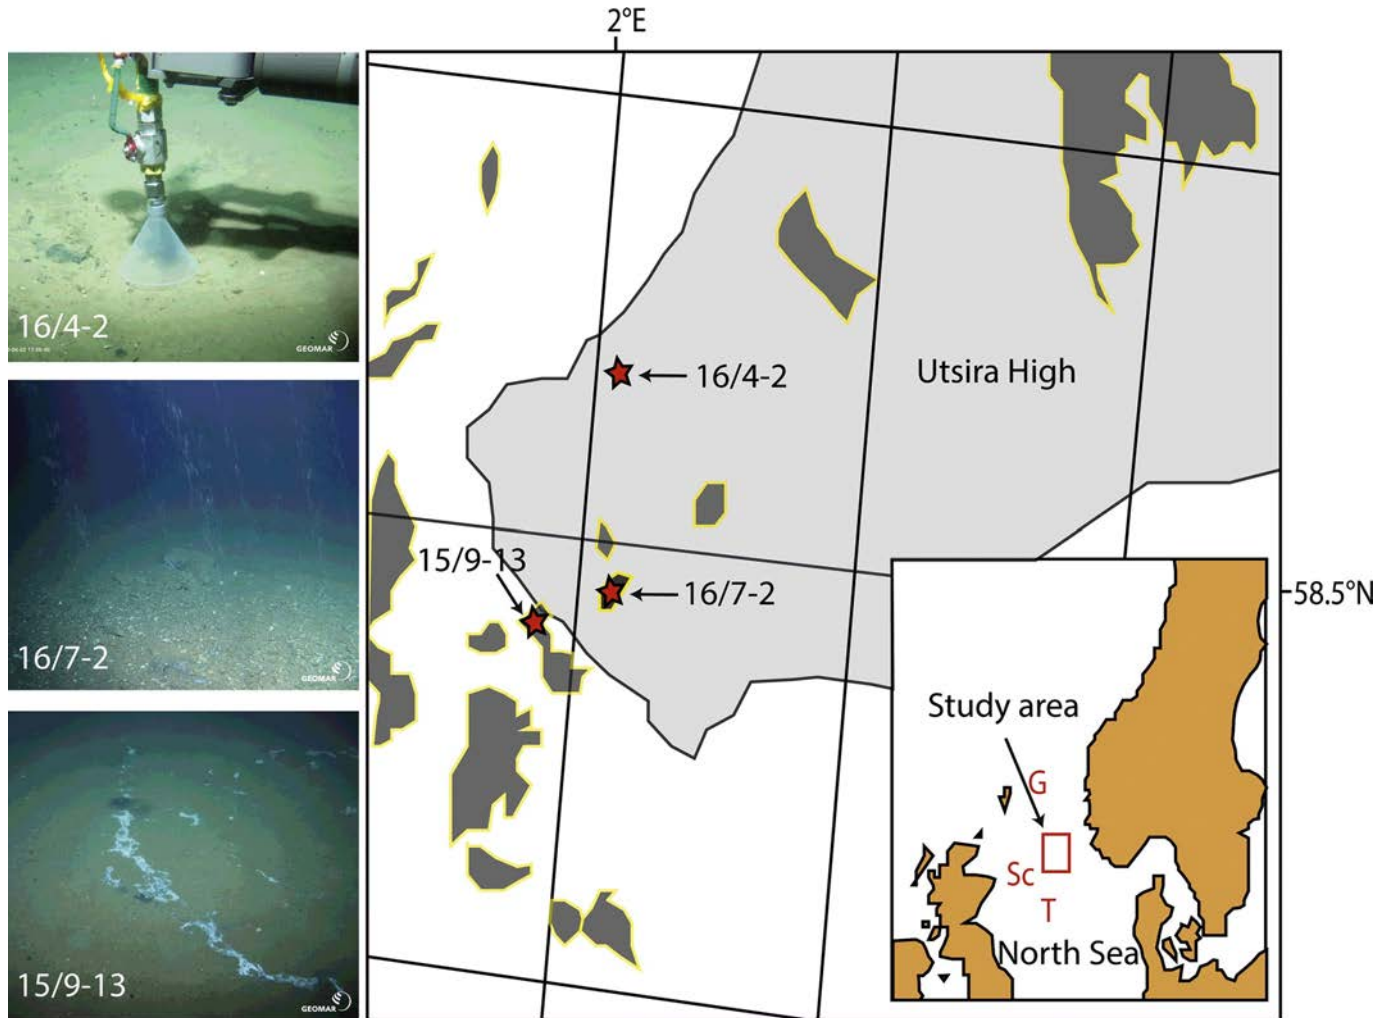 2°E
16/4-2
GEOMAR
16/7-2
GEOMAR
15/9-13
GEOMAR
16/4-2
Utsira High
15/9-13
16/7-2
58.5°N
Study area
G
Sc
T
North Sea